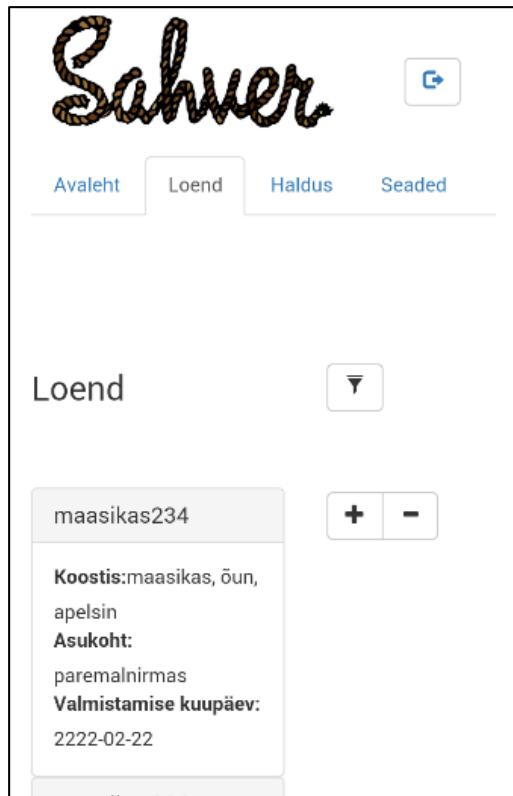 Sahver.
Avaleht Loend Haldus Seaded
Loend
maasikas234
Koostis:maasikas, õun,
apelsin
Asukoht:
paremalnirmas
Valmistamise kuupäev:
2222-02-22